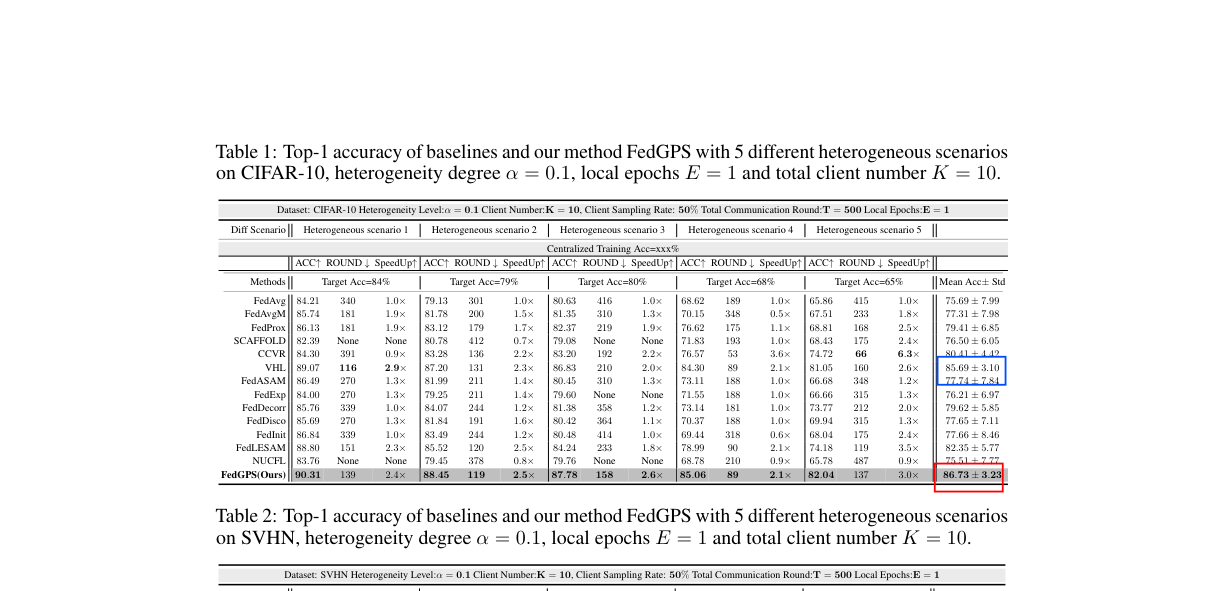 Table 1: Top-1 accuracy of baselines and our method FedGPS with 5 different heterogeneous scenarios
on CIFAR-10, heterogeneity degree α = 0.1, local epochs E = 1 and total client number K = 10.
Dataset: CIFAR-10 Heterogeneity Level:α = 0.1 Client Number:K = 10, Client Sampling Rate: 50% Total Communication Round:T = 500 Local Epochs:E = 1
Diff Scenario Heterogeneous scenario 1 Heterogeneous scenario 2 Heterogeneous scenario 3 Heterogeneous scenario 4 Heterogeneous scenario 5
Centralized Training Acc=xxx%
ACC↑ ROUND ↓ SpeedUp↑ ACC↑ ROUND ↓ SpeedUp↑ ACC↑ ROUND ↓ SpeedUp↑ ACC↑ ROUND ↓ SpeedUp↑ ACC↑ ROUND ↓ SpeedUp↑
Methods Target Acc=84% Target Acc=79% Target Acc=80% Target Acc=68% Target Acc=65% Mean Acc± Std
FedAvg 84.21 340 1.0× 79.13 301 1.0× 80.63 416 1.0× 68.62 189 1.0× 65.86 415 1.0× 75.69 ± 7.99
FedAvgM 85.74 181 1.9× 81.78 200 1.5× 81.35 310 1.3× 70.15 348 0.5× 67.51 233 1.8× 77.31 ± 7.98
FedProx 86.13 181 1.9× 83.12 179 1.7× 82.37 219 1.9× 76.62 175 1.1× 68.81 168 2.5× 79.41 ± 6.85
SCAFFOLD 82.39 None None 80.78 412 0.7× 79.08 None None 71.83 193 1.0× 68.43 175 2.4× 76.50 ± 6.05
CCVR 84.30 391 0.9× 83.28 136 2.2× 83.20 192 2.2× 76.57 53 3.6× 74.72 66 6.3× 80.41 ± 4.42
VHL 89.07 116 2.9× 87.20 131 2.3× 86.83 210 2.0× 84.30 89 2.1× 81.05 160 2.6× 85.69 ± 3.10
FedASAM 86.49 270 1.3× 81.99 211 1.4× 80.45 310 1.3× 73.11 188 1.0× 66.68 348 1.2× 77.74 ± 7.84
FedExp 84.00 270 1.3× 79.25 211 1.4× 79.60 None None 71.55 188 1.0× 66.66 315 1.3× 76.21 ± 6.97
FedDecorr 85.76 339 1.0× 84.07 244 1.2× 81.38 358 1.2× 73.14 181 1.0× 73.77 212 2.0× 79.62 ± 5.85
FedDisco 85.69 270 1.3× 81.84 191 1.6× 80.42 364 1.1× 70.37 188 1.0× 69.94 315 1.3× 77.65 ± 7.11
FedInit 86.84 339 1.0× 83.49 244 1.2× 80.48 414 1.0× 69.44 318 0.6× 68.04 175 2.4× 77.66 ± 8.46
FedLESAM 88.80 151 2.3× 85.52 120 2.5× 84.24 233 1.8× 78.99 90 2.1× 74.18 119 3.5× 82.35 ± 5.77
NUCFL 83.76 None None 79.45 378 0.8× 79.76 None None 68.78 210 0.9× 65.78 487 0.9× 75.51 ± 7.77
FedGPS(Ours) 90.31 139 2.4× 88.45 119 2.5× 87.78 158 2.6× 85.06 89 2.1× 82.04 137 3.0× 86.73 ± 3.23
Table 2: Top-1 accuracy of baselines and our method FedGPS with 5 different heterogeneous scenarios
on SVHN, heterogeneity degree α = 0.1, local epochs E = 1 and total client number K = 10.
Dataset: SVHN Heterogeneity Level:α = 0.1 Client Number:K = 10, Client Sampling Rate: 50% Total Communication Round:T = 500 Local Epochs:E = 1